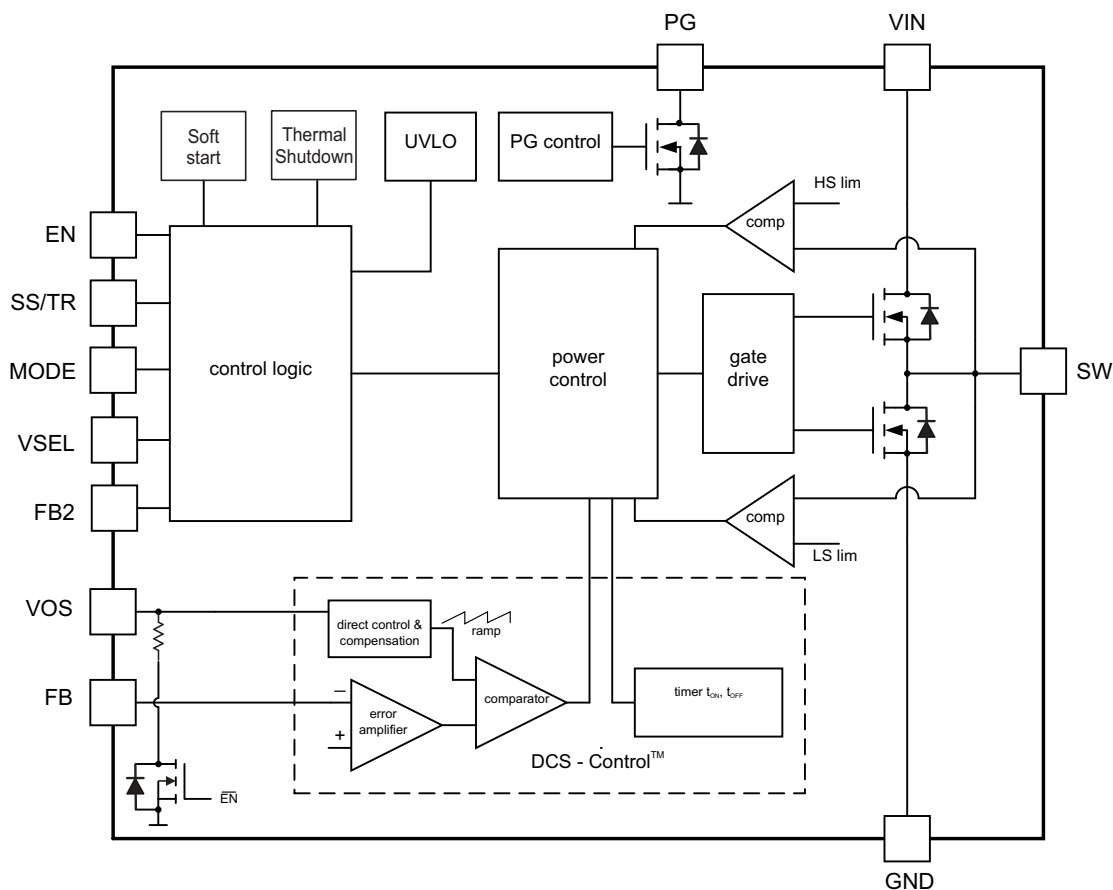 PG
VIN
Soft
start
Thermal
Shutdown
UVLO
PG control
HS lim
comp
EN
SS/TR
MODE
VSEL
FB2
control logic
power
control
gate
drive
SW
comp
LS lim
VOS
direct control &
compensation
ramp
FB
−
+
error
amplifier
comparator
timer tON, tOFF
DCS - Control™
E̅N̅
GND